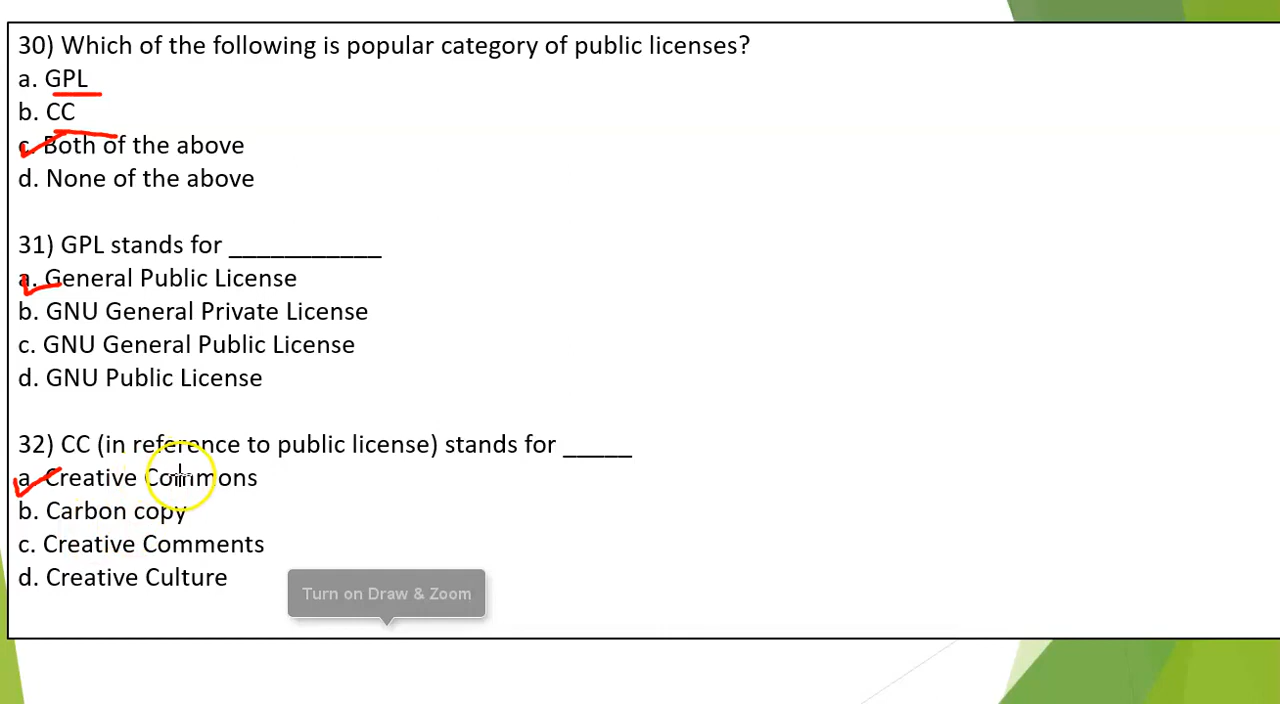 30) Which of the following is popular category of public licenses?
a. GPL
b. CC
c. Both of the above
d. None of the above
31) GPL stands for ___________
a. General Public License
b. GNU General Private License
c. GNU General Public License
d. GNU Public License
32) CC (in reference to public license) stands for _____
a. Creative Commons
b. Carbon copy
c. Creative Comments
d. Creative Culture
Turn on Draw & Zoom